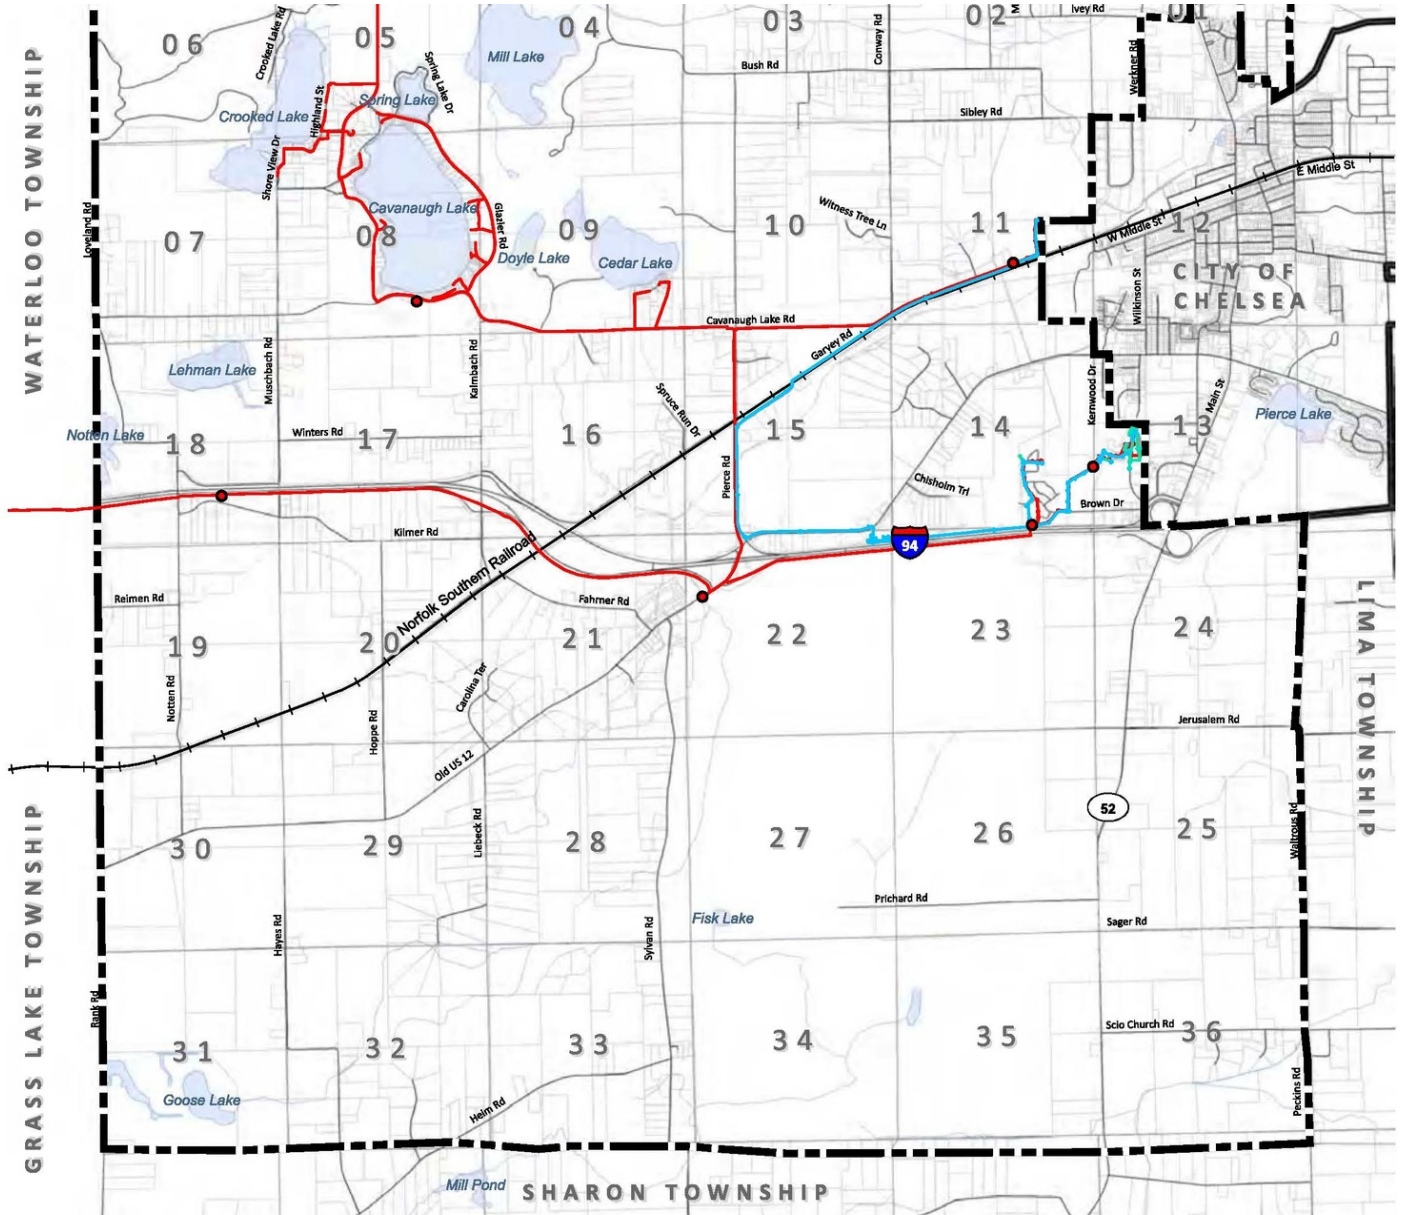 Crooked Lake Rd
05
04
03
02
Ivey Rd
01
06
Conway Rd
Werkner Rd
Mill Lake
Bush Rd
Spring Lake Dr
Spring Lake
Highland St
Crooked Lake
Sibley Rd
WATERLOO TOWNSHIP
Shore View Dr
E Middle St
Loveland Rd
Cavanaugh Lake
Glazier Rd
Witness Tree Ln
07
08
09
10
11
12
W Middle St
Doyle Lake
Cedar Lake
CITY OF
CHELSEA
Wilkinson St
Cavanaugh Lake Rd
Garvey Rd
Lehman Lake
Muschbach Rd
Kalmbach Rd
Spruce Run Dr
Kernwood Dr
Main St
Pierce Lake
Notten Lake
18
Winters Rd
17
16
15
14
13
Pierce Rd
Chisholm Trl
Brown Dr
Kilmer Rd
Norfolk Southern Railroad
94
Reimen Rd
Fahrner Rd
19
20
21
22
23
24
LIMA TOWNSHIP
Notten Rd
Carolina Ter
Hoppe Rd
Jerusalem Rd
Old US 12
52
Liebeck Rd
Waltrous Rd
30
29
28
27
26
25
GRASS LAKE TOWNSHIP
Prichard Rd
Fisk Lake
Sager Rd
Hayes Rd
Sylvan Rd
Rank Rd
31
32
33
34
35
Scio Church Rd
36
Goose Lake
Heim Rd
Peckins Rd
Mill Pond
SHARON TOWNSHIP